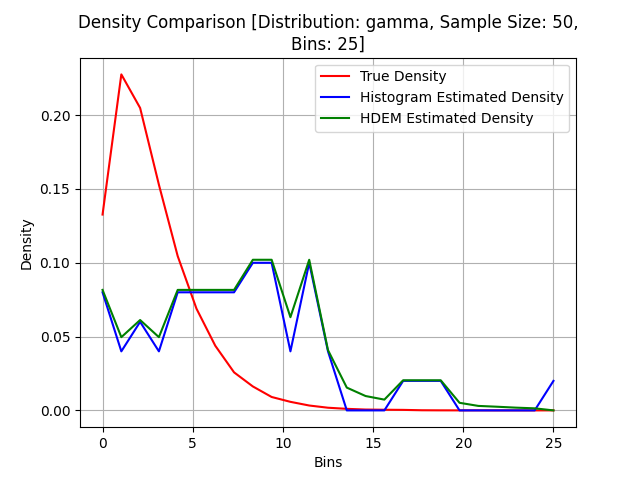 Density Comparison [Distribution: gamma, Sample Size: 50,
Bins: 25]
True Density
Histogram Estimated Density
HDEM Estimated Density
Density
0.20
0.15
0.10
0.05
0.00
0 5 10 15 20 25
Bins